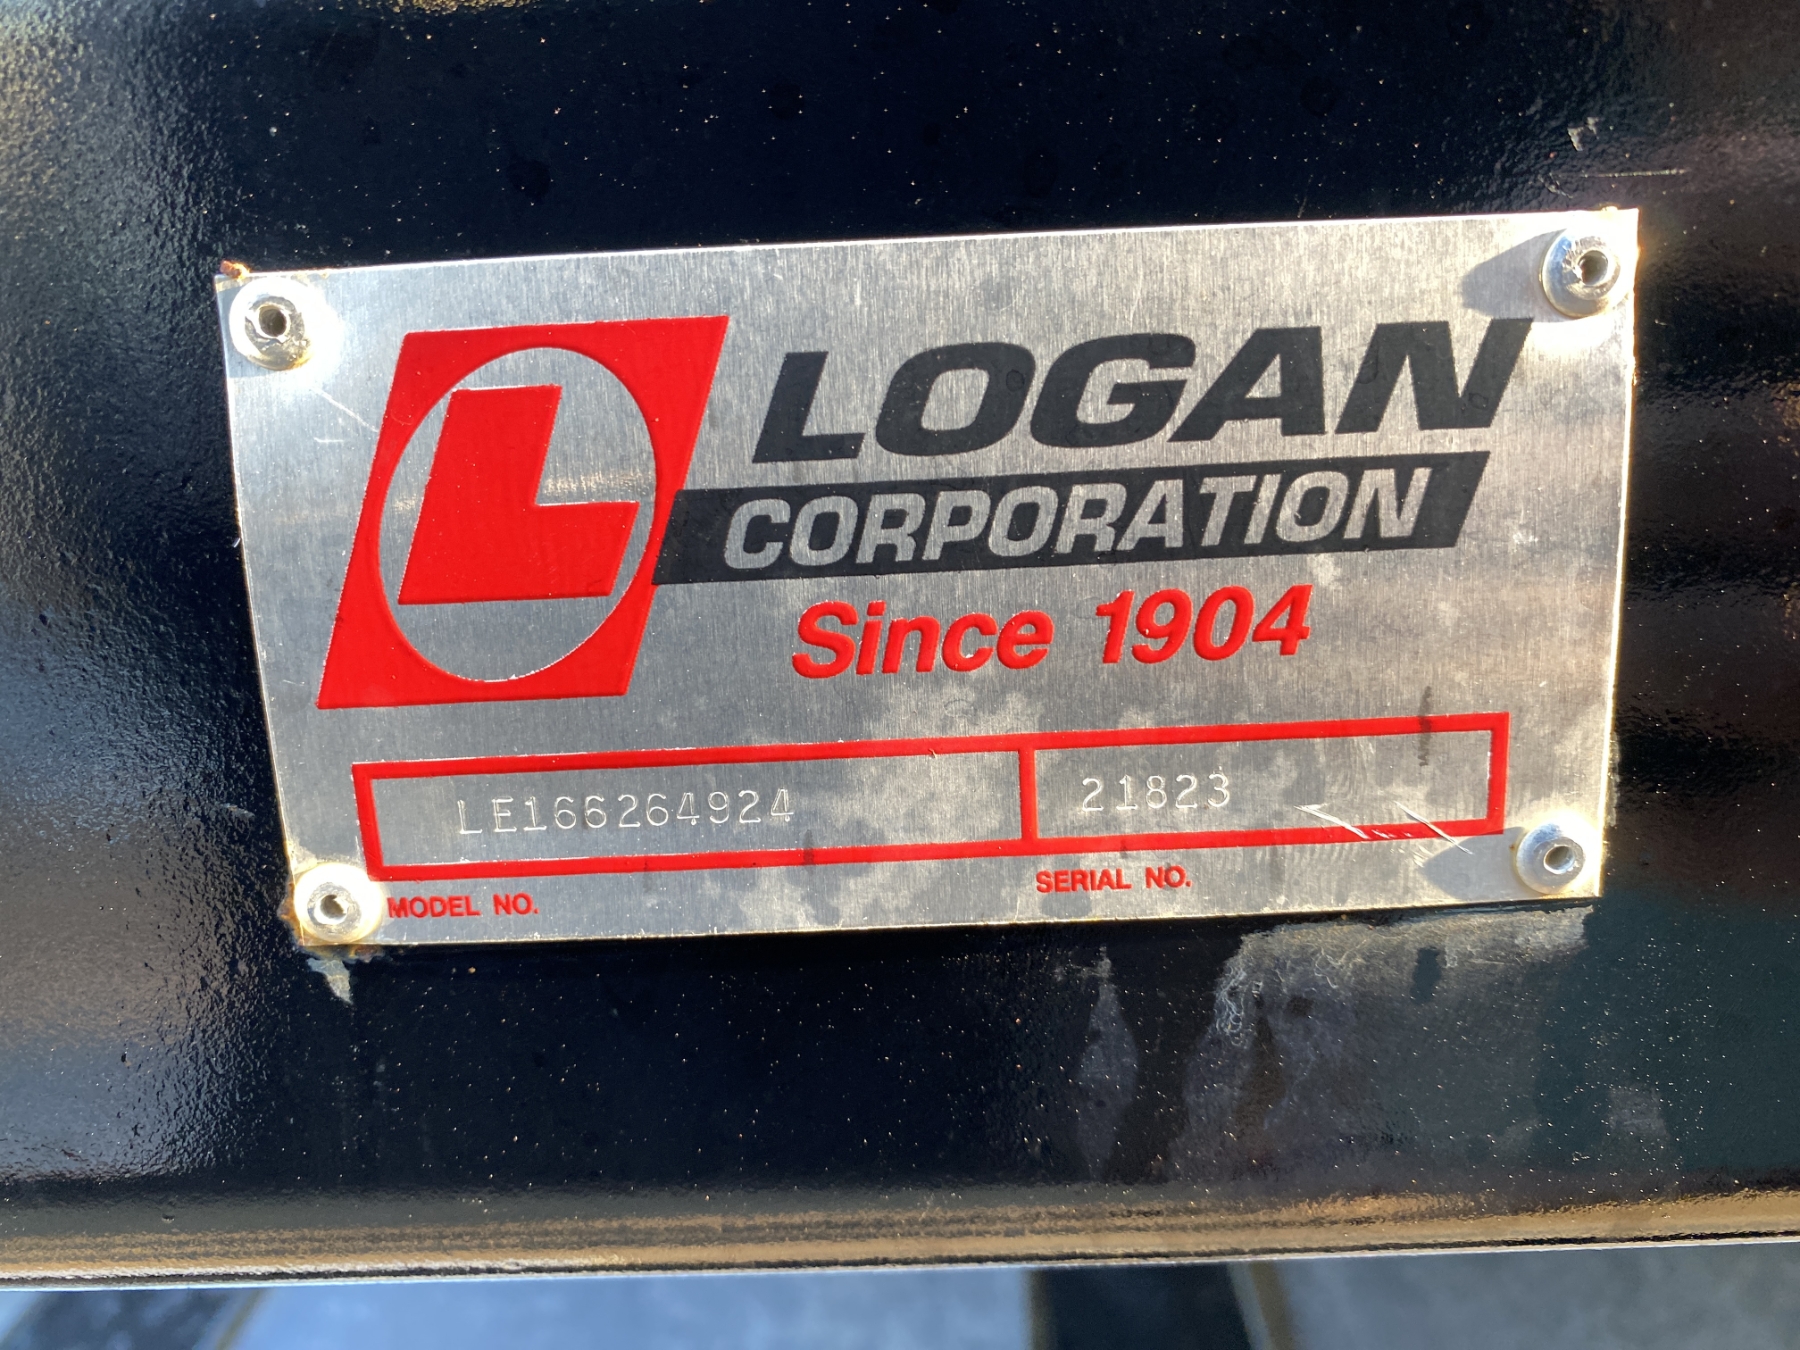 L
LOGAN
CORPORATION
Since 1904
LE166264924
21823
MODEL NO.
SERIAL NO.